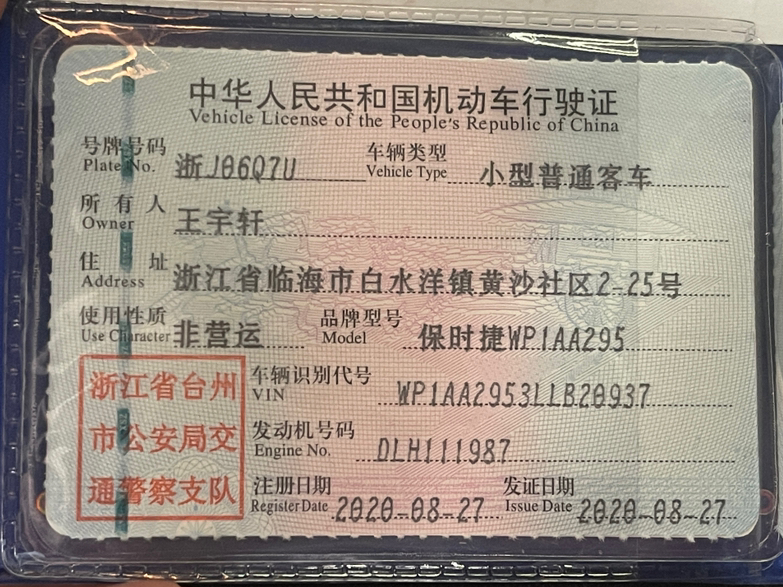 中华人民共和国机动车行驶证
Vehicle License of the People's Republic of China
号牌号码 浙J06Q7U 车辆类型 小型普通客车
Plate No. Vehicle Type
所有人 王宇轩
Owner
住址 浙江省临海市白水洋镇黄沙社区2-25号
Address
使用性质 非营运 品牌型号 保时捷WP1AA295
Use Character Model
浙江省台州
市公安局交
通警察支队
车辆识别代号 WP1AA2953LLB20937
VIN
发动机号码 DLH111987
Engine No.
注册日期 2020-08-27 发证日期 2020-08-27
Register Date Issue Date